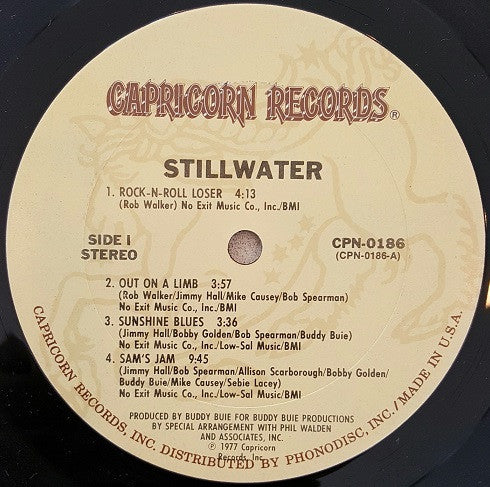 CAPRICORN RECORDS®
STILLWATER
1. ROCK-N-ROLL LOSER 4:13
(Rob Walker) No Exit Music Co., Inc./BMI
SIDE I
STEREO
CPN-0186
(CPN-0186-A)
2. OUT ON A LIMB 3:57
(Rob Walker/Jimmy Hall/Mike Causey/Bob Spearman)
No Exit Music Co., Inc./BMI
3. SUNSHINE BLUES 3:36
(Jimmy Hall/Bobby Golden/Bob Spearman/Buddy Buie)
No Exit Music Co., Inc./Low-Sal Music/BMI
4. SAM'S JAM 9:45
(Jimmy Hall/Bob Spearman/Allison Scarborough/Bobby Golden/
Buddy Buie/Mike Causey/Sebie Lacey)
No Exit Music Co., Inc./Low-Sal Music/BMI
PRODUCED BY BUDDY BUIE FOR BUDDY BUIE PRODUCTIONS
BY SPECIAL ARRANGEMENT WITH PHIL WALDEN
AND ASSOCIATES, INC.
℗ 1977 Capricorn
Records, Inc.
CAPRICORN RECORDS, INC. DISTRIBUTED BY PHONODISC, INC./MADE IN U.S.A.